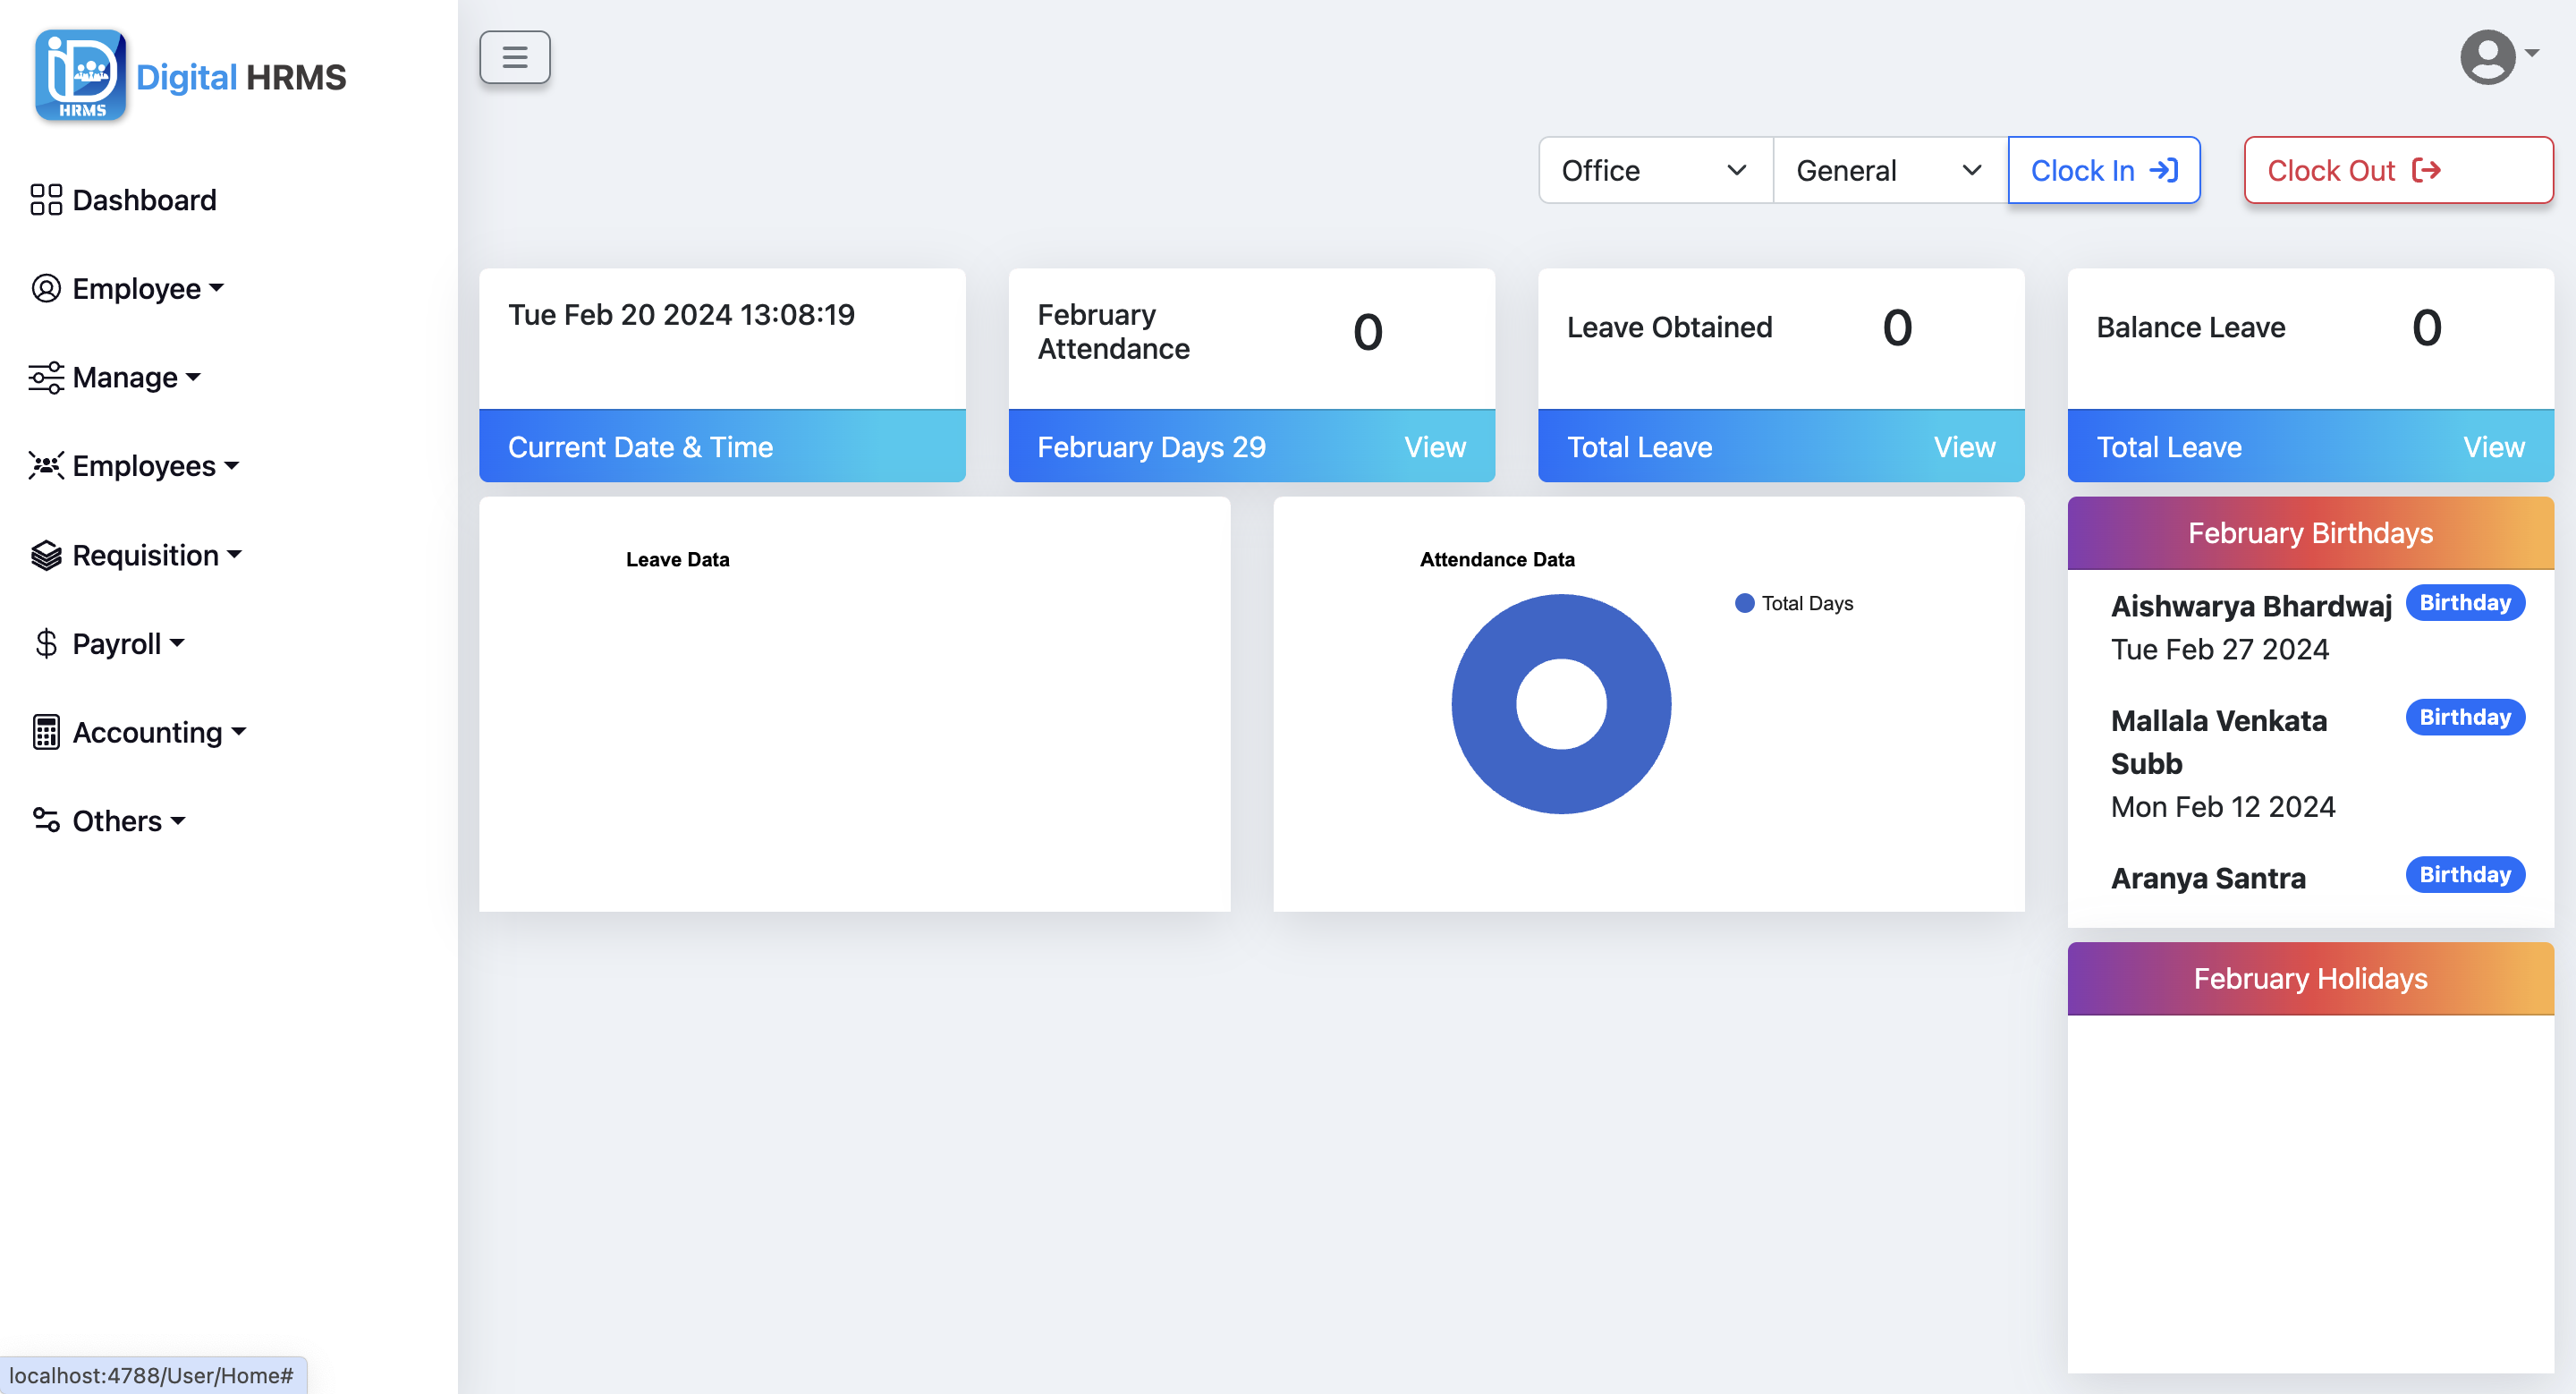 iD
HRMS
Digital HRMS
Dashboard
Employee
Manage
Employees
Requisition
Payroll
Accounting
Others
Office
General
Clock In
Clock Out
Tue Feb 20 2024 13:08:19
Current Date & Time
February
Attendance
0
February Days 29
View
Leave Obtained
0
Total Leave
View
Balance Leave
0
Total Leave
View
Leave Data
Attendance Data
Total Days
February Birthdays
Aishwarya Bhardwaj
Birthday
Tue Feb 27 2024
Mallala Venkata
Subb
Birthday
Mon Feb 12 2024
Aranya Santra
Birthday
February Holidays
localhost:4788/User/Home#